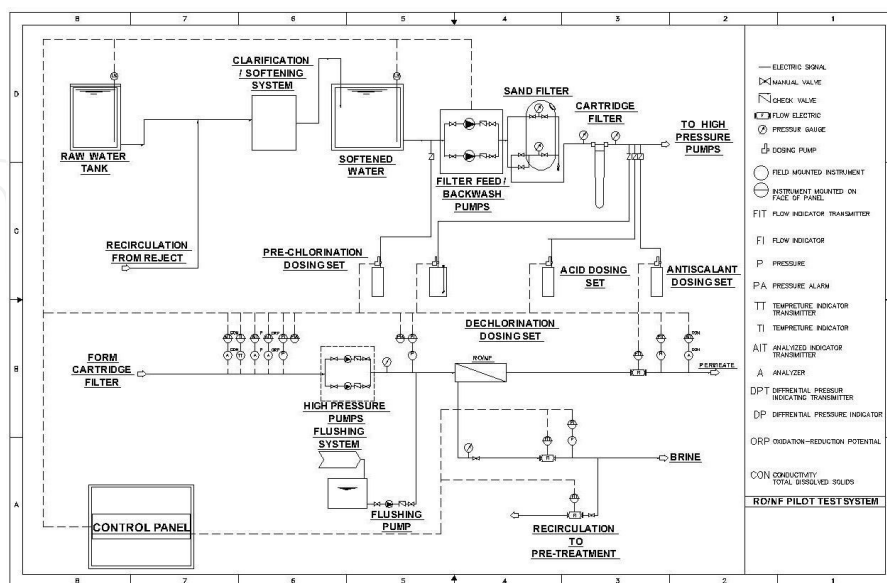 8 7 6 5 4 3 2 1
D
C
B
A
CLARIFICATION
/ SOFTENING
SYSTEM
RAW WATER
TANK
SOFTENED
WATER
FILTER FEED/
BACKWASH
PUMPS
SAND FILTER
CARTRIDGE
FILTER
TO HIGH
PRESSURE
PUMPS
RECIRCULATION
FROM REJECT
PRE-CHLORINATION
DOSING SET
ACID DOSING
SET
ANTISCALANT
DOSING SET
DECHLORINATION
DOSING SET
FORM
CARTRIDGE
FILTER
HIGH PRESSURE
PUMPS
FLUSHING
SYSTEM
FLUSHING
PUMP
RO/NF
PERMEATE
BRINE
RECIRCULATION
TO
PRE-TREATMENT
CONTROL PANEL
ELECTRIC SIGNAL
MANUAL VALVE
CHECK VALVE
FLOW ELECTRIC
PRESSUR GAUGE
DOSING PUMP
FIELD MOUNTED INSTRUMENT
INSTRUMENT MOUNTED ON
FACE OF PANEL
FIT FLOW INDICATOR TRANSMITTER
FI FLOW INDICATOR
P PRESSURE
PA PRESSURE ALARM
TT TEMPRETURE INDICATOR
TRANSMITTER
TI TEMPRETURE INDICATOR
AIT ANALYZED INDICATOR
TRANSMITTER
A ANALYZER
DPT DIFFRENTIAL PRESSUR
INDICATING TRANSMITTER
DP DIFFERENTIAL PRESSURE INDICATOR
ORP OXIDATION-REDUCTION POTENTIAL
CON CONDUCTIVITY
TOTAL DISSOLVED SOLIDS
RO/NF PILOT TEST SYSTEM
8 7 6 5 4 3 2 1